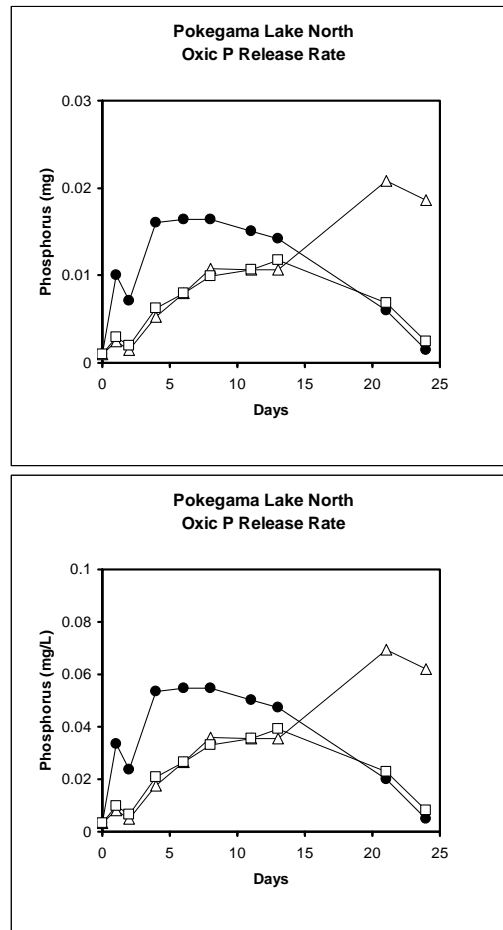 Pokegama Lake North
Oxic P Release Rate
0.03
0.02
0.01
0
Phosphorus (mg)
0 5 10 15 20 25
Days
Pokegama Lake North
Oxic P Release Rate
0.1
0.08
0.06
0.04
0.02
0
Phosphorus (mg/L)
0 5 10 15 20 25
Days